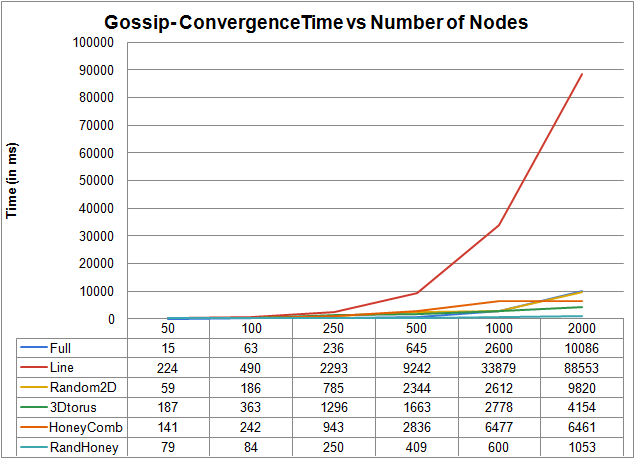 Gossip- Convergence Time vs Number of Nodes
100000
90000
80000
70000
60000
50000
40000
30000
20000
10000
0
Time (in ms)
50 100 250 500 1000 2000
Full 15 63 236 645 2600 10086
Line 224 490 2293 9242 33879 88553
Random2D 59 186 785 2344 2612 9820
3Dtorus 187 363 1296 1663 2778 4154
HoneyComb 141 242 943 2836 6477 6461
RandHoney 79 84 250 409 600 1053